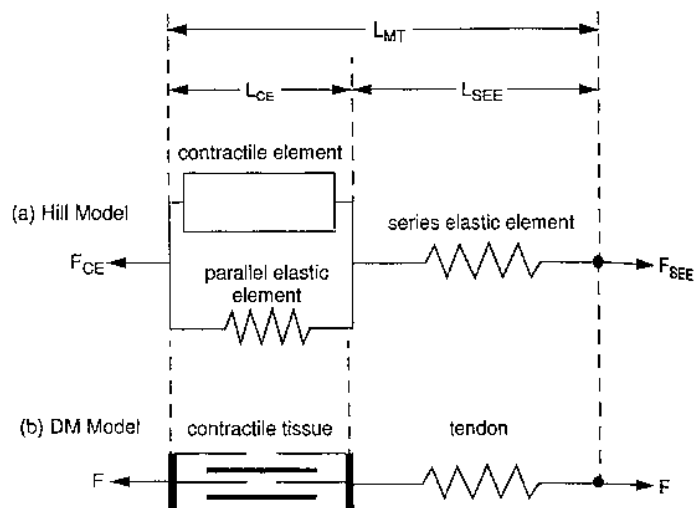 L_MT
L_CE
L_SEE
contractile element
(a) Hill Model
series elastic element
F_CE
parallel elastic
element
F_SEE
(b) DM Model
contractile tissue
tendon
F
F